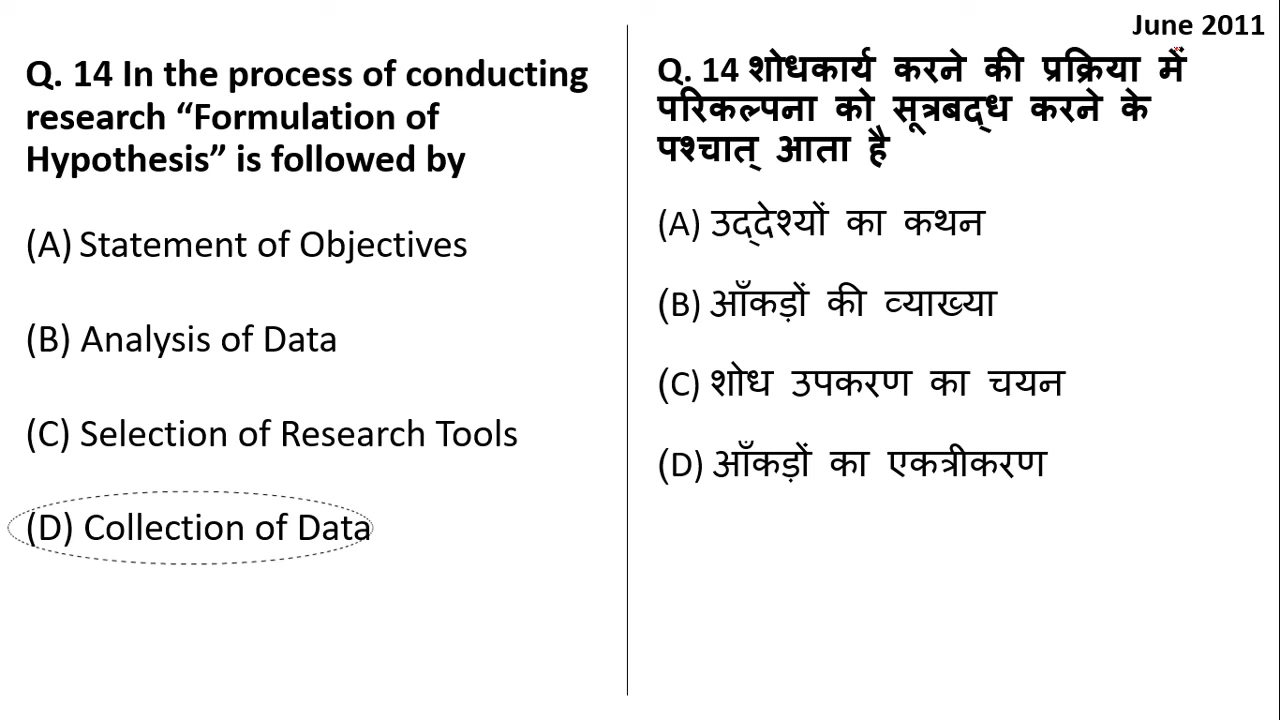 June 2011
Q. 14 In the process of conducting
research “Formulation of
Hypothesis” is followed by
(A) Statement of Objectives
(B) Analysis of Data
(C) Selection of Research Tools
(D) Collection of Data
Q. 14 शोधकार्य करने की प्रक्रिया में
परिकल्पना को सूत्रबद्ध करने के
पश्चात् आता है
(A) उद्देश्यों का कथन
(B) आँकड़ों की व्याख्या
(C) शोध उपकरण का चयन
(D) आँकड़ों का एकत्रीकरण